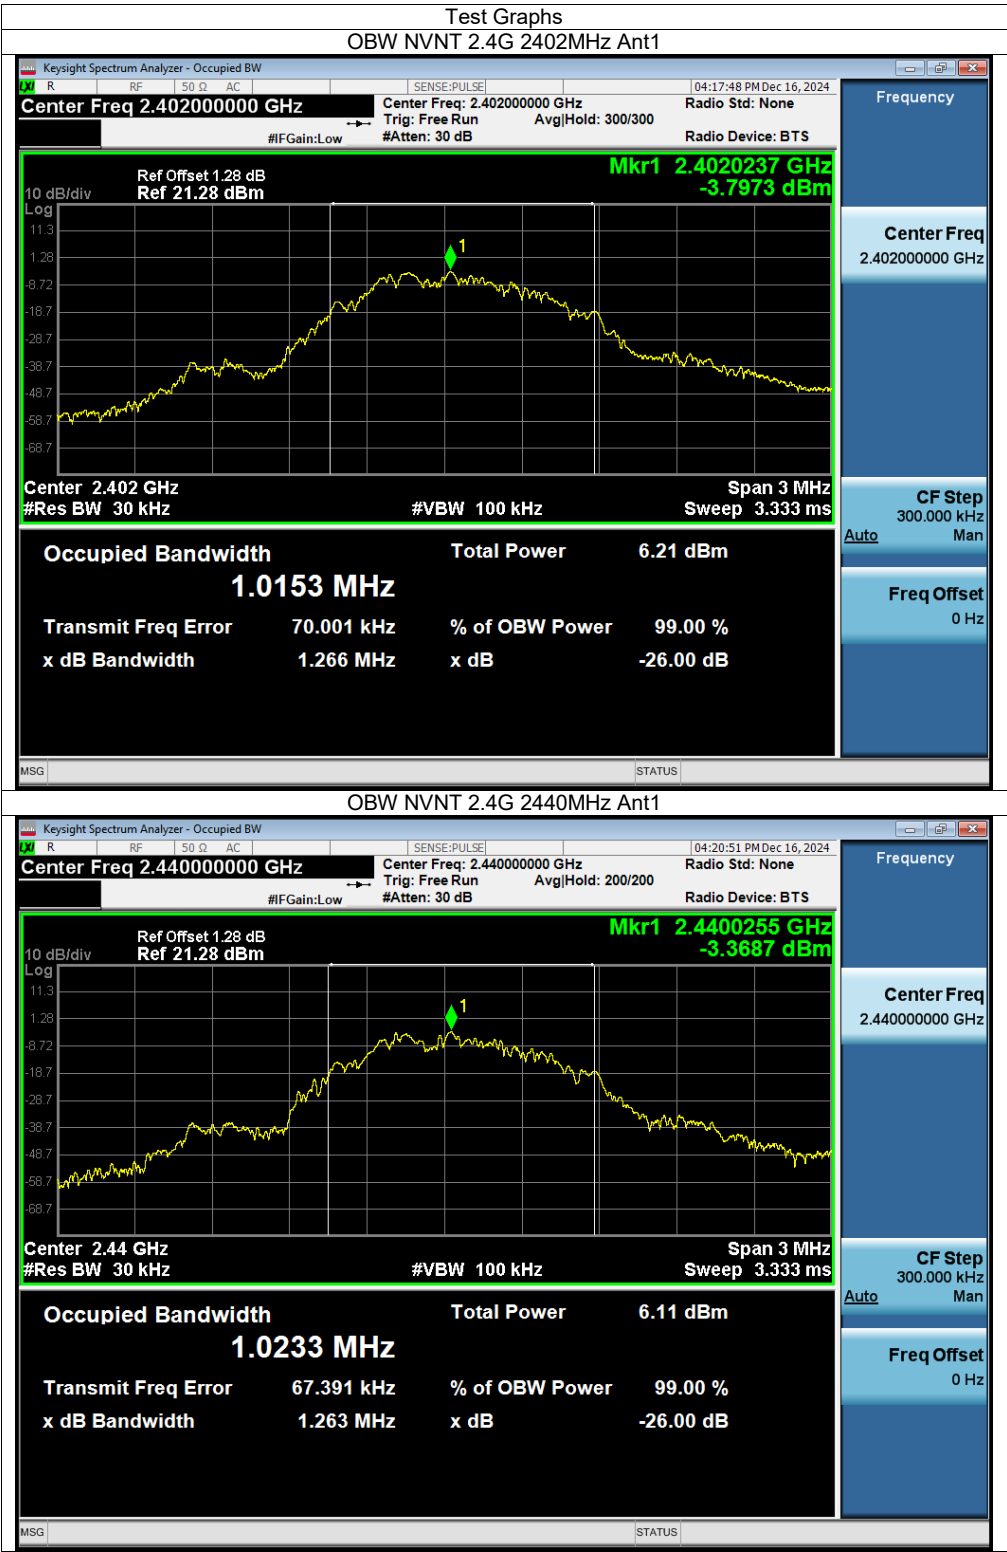 Test Graphs
OBW NVNT 2.4G 2402MHz Ant1
Keysight Spectrum Analyzer - Occupied BW
LXI R RF 50 Ω AC SENSE:PULSE 04:17:48 PM Dec 16, 2024
Center Freq 2.402000000 GHz Center Freq: 2.402000000 GHz Radio Std: None Frequency
Trig: Free Run Avg|Hold: 300/300
#IFGain:Low #Atten: 30 dB Radio Device: BTS
Mkr1 2.4020237 GHz
-3.7973 dBm
Ref Offset 1.28 dB
10 dB/div Ref 21.28 dBm
Log
11.3
1.28
-8.72
-18.7
-28.7
-38.7
-48.7
-58.7
-68.7
1
Center Freq
2.402000000 GHz
Center 2.402 GHz Span 3 MHz
#Res BW 30 kHz #VBW 100 kHz Sweep 3.333 ms
CF Step
300.000 kHz
Auto Man
Occupied Bandwidth Total Power 6.21 dBm
1.0153 MHz
Freq Offset
0 Hz
Transmit Freq Error 70.001 kHz % of OBW Power 99.00 %
x dB Bandwidth 1.266 MHz x dB -26.00 dB
MSG STATUS
OBW NVNT 2.4G 2440MHz Ant1
Keysight Spectrum Analyzer - Occupied BW
LXI R RF 50 Ω AC SENSE:PULSE 04:20:51 PM Dec 16, 2024
Center Freq 2.440000000 GHz Center Freq: 2.440000000 GHz Radio Std: None Frequency
Trig: Free Run Avg|Hold: 200/200
#IFGain:Low #Atten: 30 dB Radio Device: BTS
Mkr1 2.4400255 GHz
-3.3687 dBm
Ref Offset 1.28 dB
10 dB/div Ref 21.28 dBm
Log
11.3
1.28
-8.72
-18.7
-28.7
-38.7
-48.7
-58.7
-68.7
1
Center Freq
2.440000000 GHz
Center 2.44 GHz Span 3 MHz
#Res BW 30 kHz #VBW 100 kHz Sweep 3.333 ms
CF Step
300.000 kHz
Auto Man
Occupied Bandwidth Total Power 6.11 dBm
1.0233 MHz
Freq Offset
0 Hz
Transmit Freq Error 67.391 kHz % of OBW Power 99.00 %
x dB Bandwidth 1.263 MHz x dB -26.00 dB
MSG STATUS